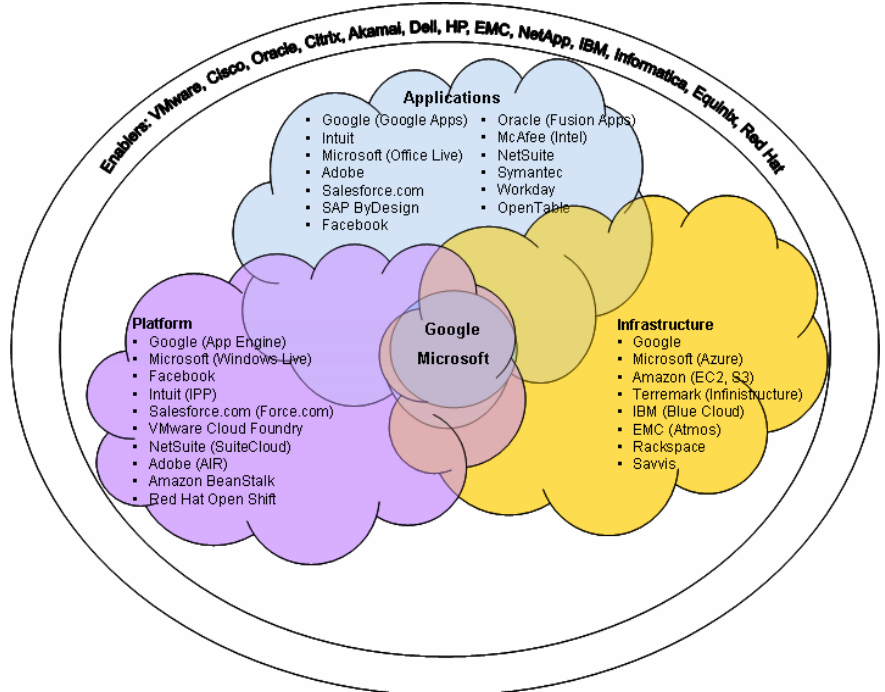 Enablers: VMware, Cisco, Oracle, Citrix, Akamai, Dell, HP, EMC, NetApp, IBM, Informatica, Equinix, Red Hat
Applications
▪ Google (Google Apps)
▪ Intuit
▪ Microsoft (Office Live)
▪ Adobe
▪ Salesforce.com
▪ SAP ByDesign
▪ Facebook
▪ Oracle (Fusion Apps)
▪ McAfee (Intel)
▪ NetSuite
▪ Symantec
▪ Workday
▪ OpenTable
Platform
▪ Google (App Engine)
▪ Microsoft (Windows Live)
▪ Facebook
▪ Intuit (IPP)
▪ Salesforce.com (Force.com)
▪ VMware Cloud Foundry
▪ NetSuite (SuiteCloud)
▪ Adobe (AIR)
▪ Amazon BeanStalk
▪ Red Hat Open Shift
Google
Microsoft
Infrastructure
▪ Google
▪ Microsoft (Azure)
▪ Amazon (EC2, S3)
▪ Terremark (Infinistructure)
▪ IBM (Blue Cloud)
▪ EMC (Atmos)
▪ Rackspace
▪ Savvis